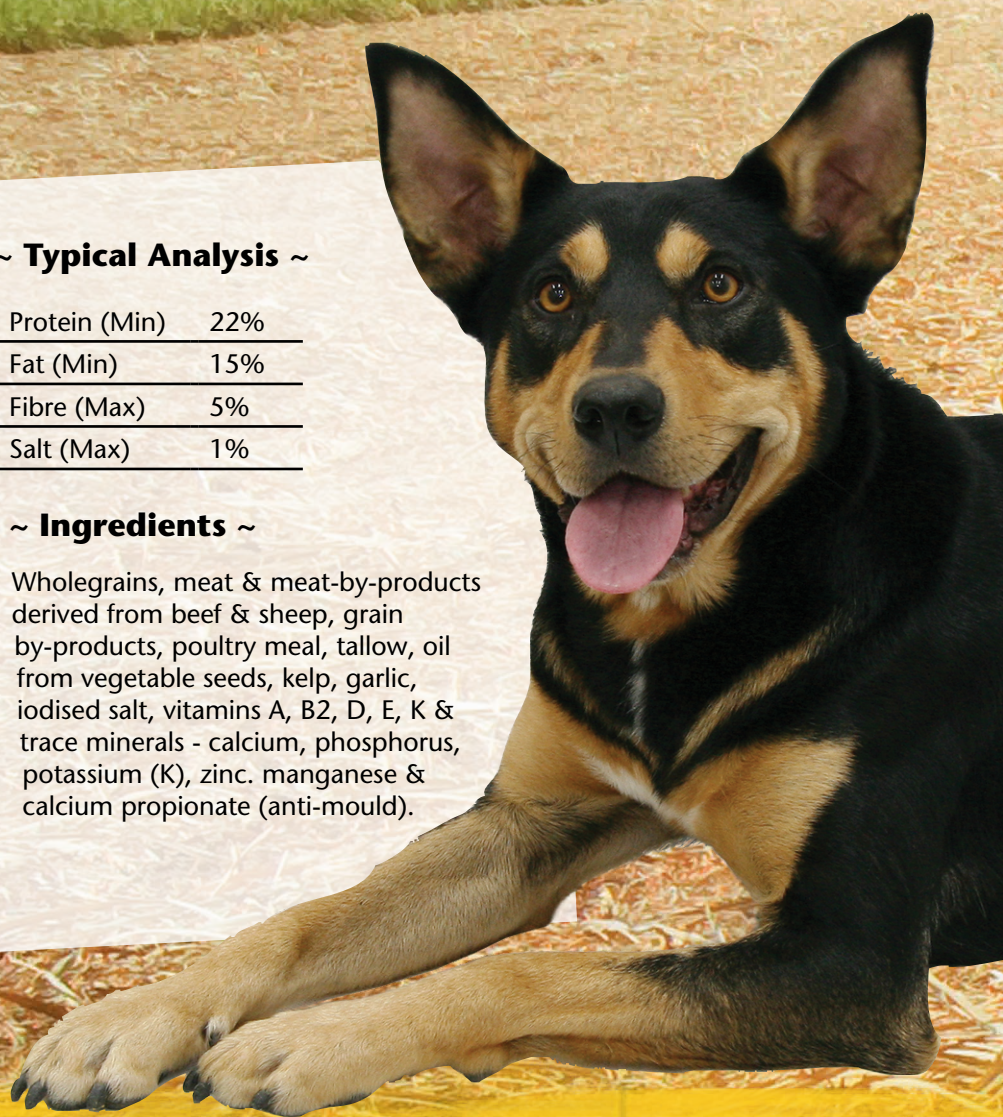 ~ Typical Analysis ~
Protein (Min) 22%
Fat (Min) 15%
Fibre (Max) 5%
Salt (Max) 1%
~ Ingredients ~
Wholegrains, meat & meat-by-products
derived from beef & sheep, grain
by-products, poultry meal, tallow, oil
from vegetable seeds, kelp, garlic,
iodised salt, vitamins A, B2, D, E, K &
trace minerals - calcium, phosphorus,
potassium (K), zinc. manganese &
calcium propionate (anti-mould).